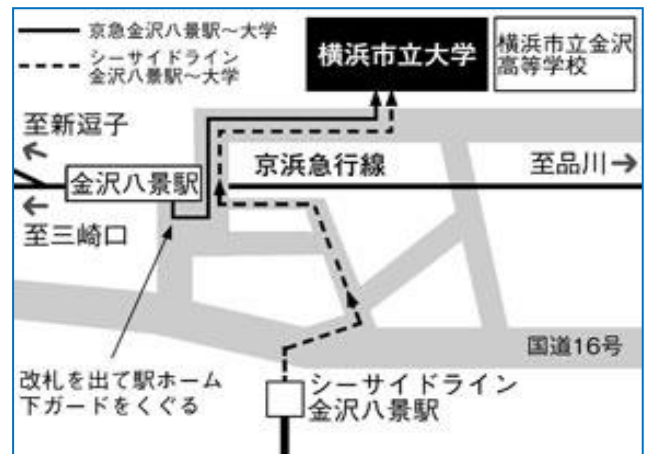 京急金沢八景駅～大学
シーサイドライン
金沢八景駅～大学
横浜市立大学
横浜市立金沢
高等学校
至新逗子
金沢八景駅
京浜急行線
至品川
至三崎口
国道16号
改札を出て駅ホーム
下ガードをくぐる
シーサイドライン
金沢八景駅